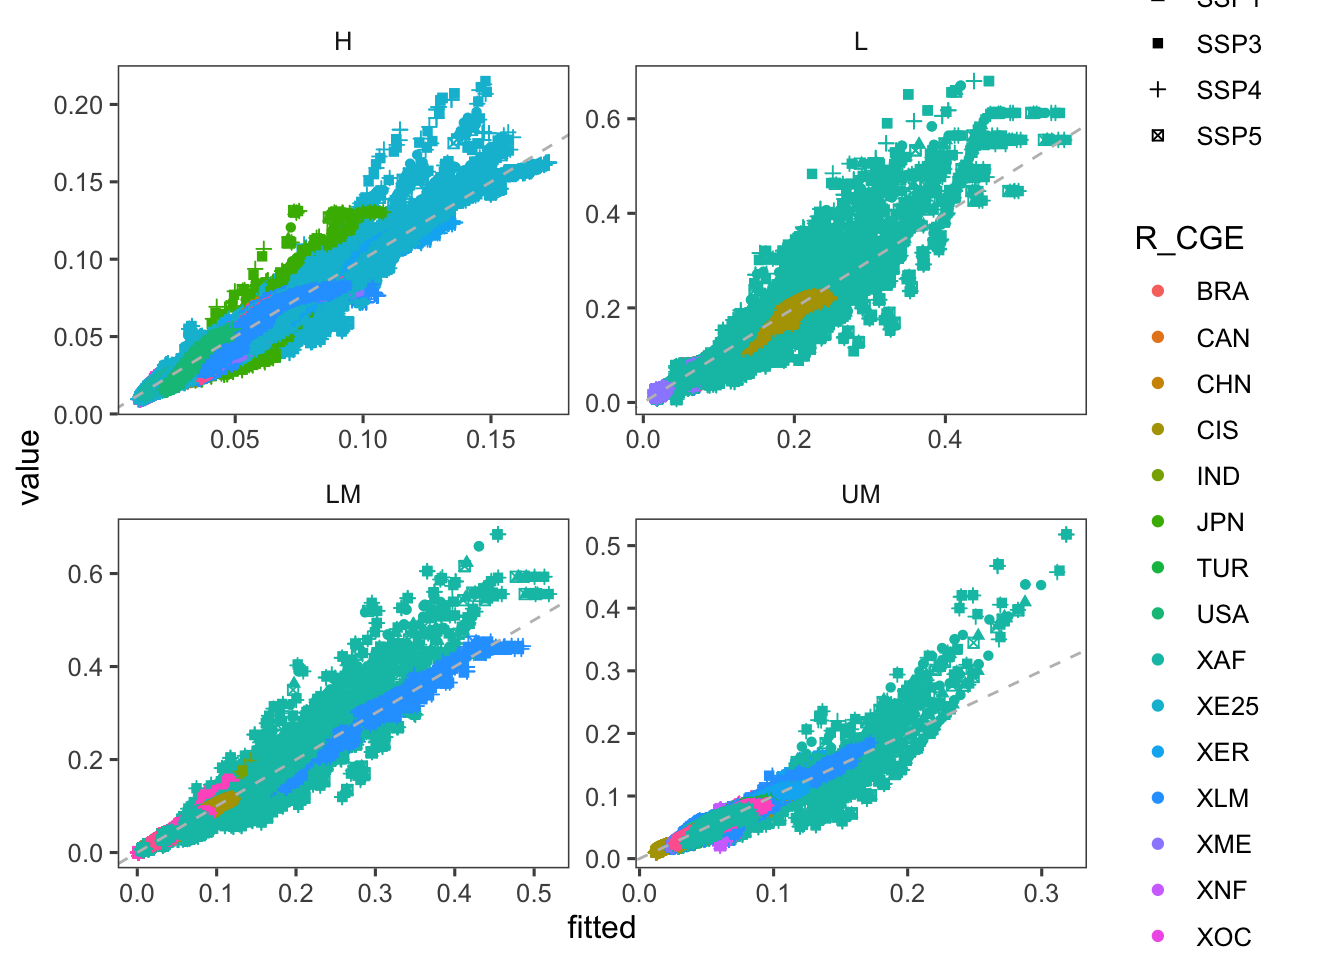 H
L
0.20
0.15
0.10
0.05
0.00
0.05
0.10
0.15
0.6
0.4
0.2
0.0
0.0
0.2
0.4
LM
UM
0.6
0.4
0.2
0.0
0.0
0.1
0.2
0.3
0.4
0.5
0.5
0.4
0.3
0.2
0.1
0.0
0.0
0.1
0.2
0.3
value
fitted
SSP3
SSP4
SSP5
R_CGE
BRA
CAN
CHN
CIS
IND
JPN
TUR
USA
XAF
XE25
XER
XLM
XME
XNF
XOC